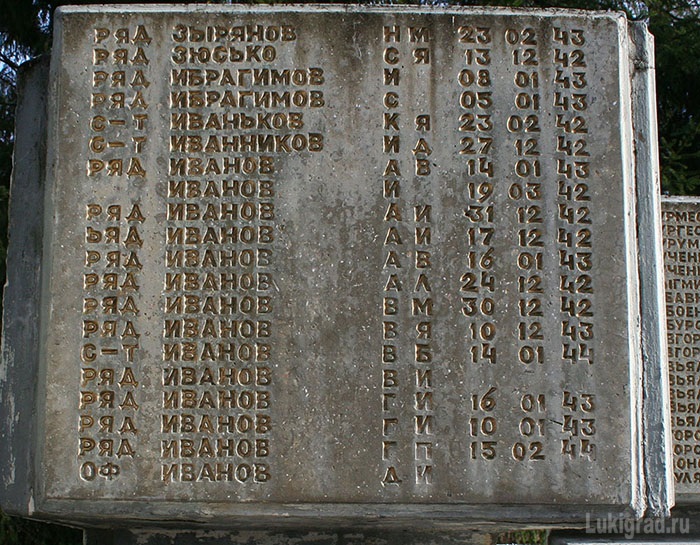 РЯД ЗЫРЯНОВ Н М 23 02 43
РЯД ЗЮСЬКО С Я 13 12 42
РЯД ИБРАГИМОВ И 08 01 43
РЯД ИБРАГИМОВ С 05 01 43
С-Т ИВАНЬКОВ К Я 23 02 42
С-Т ИВАННИКОВ И Д 27 12 42
РЯД ИВАНОВ А В 14 01 43
ИВАНОВ И 19 03 42
РЯД ИВАНОВ А И 31 12 42
РЯД ИВАНОВ А И 17 12 42
РЯД ИВАНОВ А В 16 01 43
РЯД ИВАНОВ А Л 24 12 42
РЯД ИВАНОВ В М 30 12 42
РЯД ИВАНОВ В Я 10 12 43
С-Т ИВАНОВ В Б 14 01 44
РЯД ИВАНОВ В И
РЯД ИВАНОВ Г И 16 01 43
РЯД ИВАНОВ Г И 10 01 43
РЯД ИВАНОВ Г П 15 02 44
ОФ ИВАНОВ Д И
Lukigrad.ru